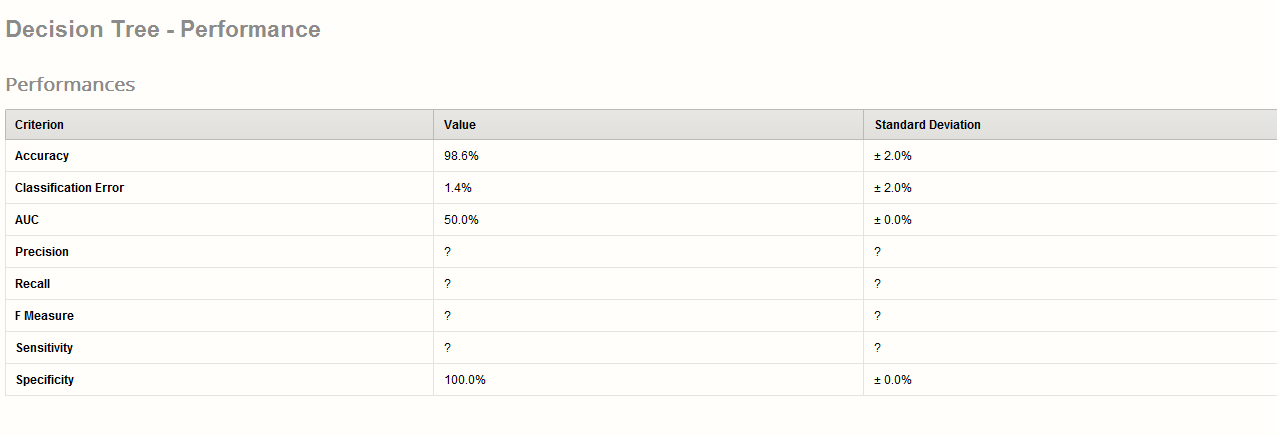 Decision Tree - Performance
Performances
Criterion Value Standard Deviation
Accuracy 98.6% ± 2.0%
Classification Error 1.4% ± 2.0%
AUC 50.0% ± 0.0%
Precision ? ?
Recall ? ?
F Measure ? ?
Sensitivity ? ?
Specificity 100.0% ± 0.0%